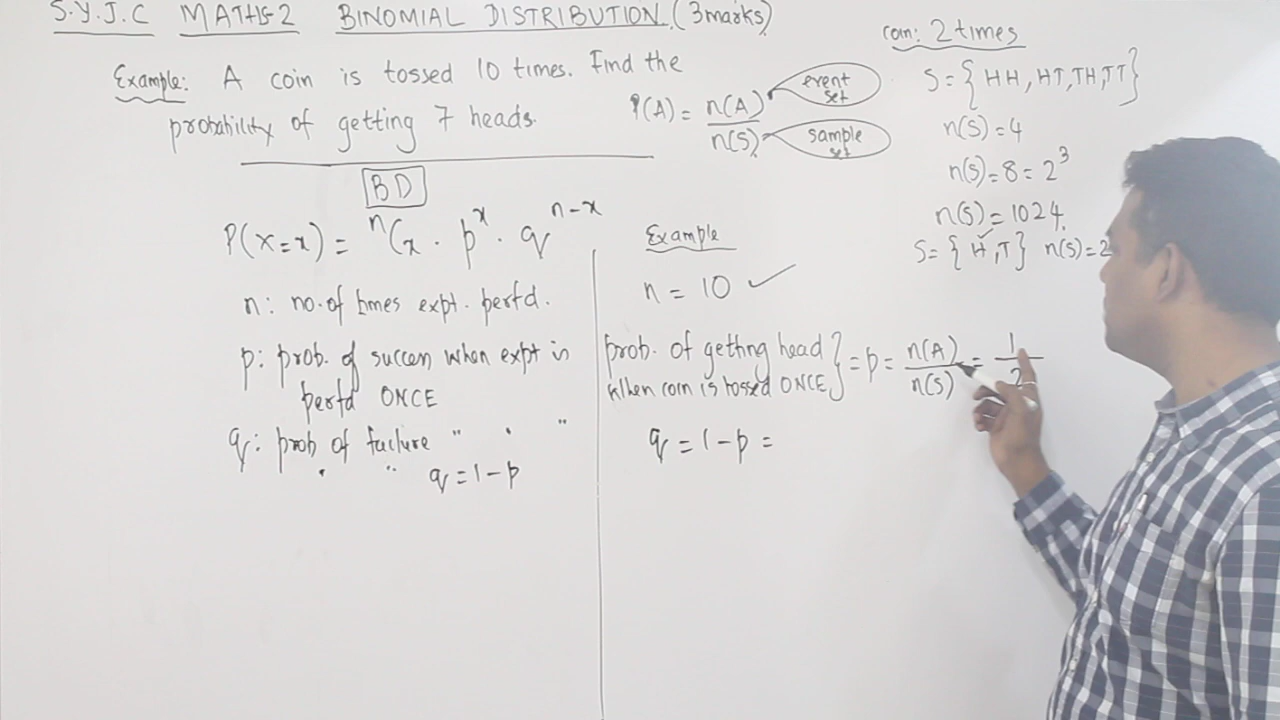 S.Y.J.C MATHS-2 BINOMIAL DISTRIBUTION. (3marks)
Example: A coin is tossed 10 times. Find the
probability of getting 7 heads.
P(A) = n(A) / n(S)
event set
sample set
coin: 2 times
S = { HH, HT, TH, TT }
n(S) = 4
n(S) = 8 = 2³
n(S) = 1024.
S = { H, T } n(S) = 2
BD
P(X=x) = ⁿCx . pˣ . qⁿ⁻ˣ
n: no. of times expt. perfd.
p: prob. of success when expt is
perfd ONCE
q: prob of failure " " "
" " q = 1 - p
Example
n = 10 ✓
prob. of getting head
when coin is tossed ONCE } = p = n(A) / n(S) = 1 / 2
q = 1 - p =